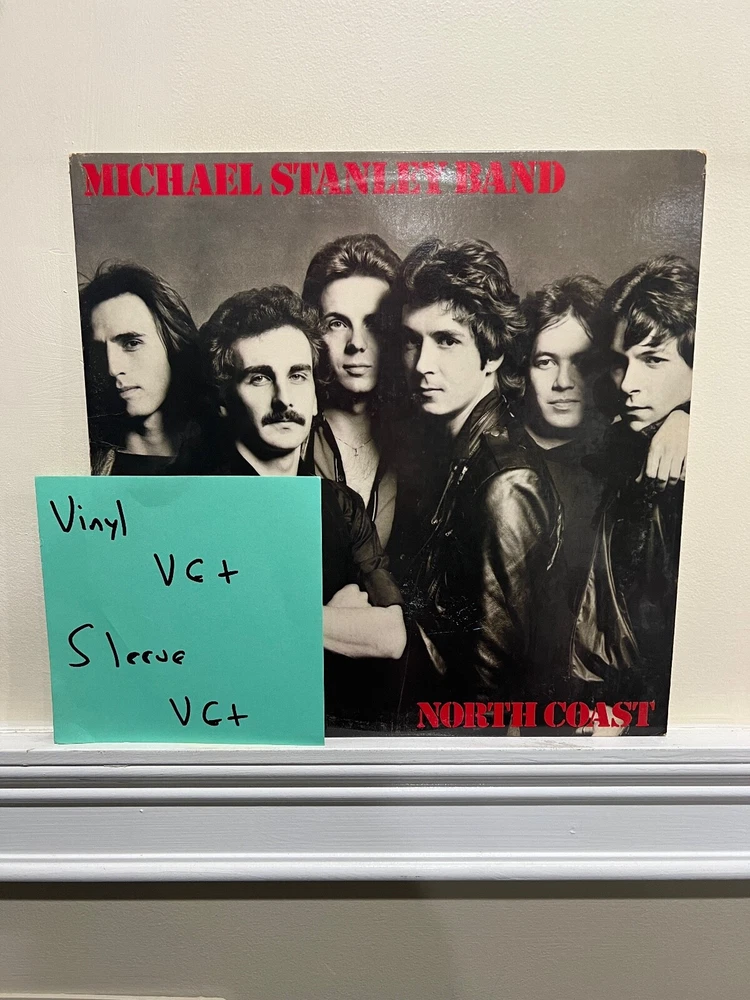 MICHAEL STANLEY BAND
Vinyl
VG+
Sleeve
VG+
NORTH COAST